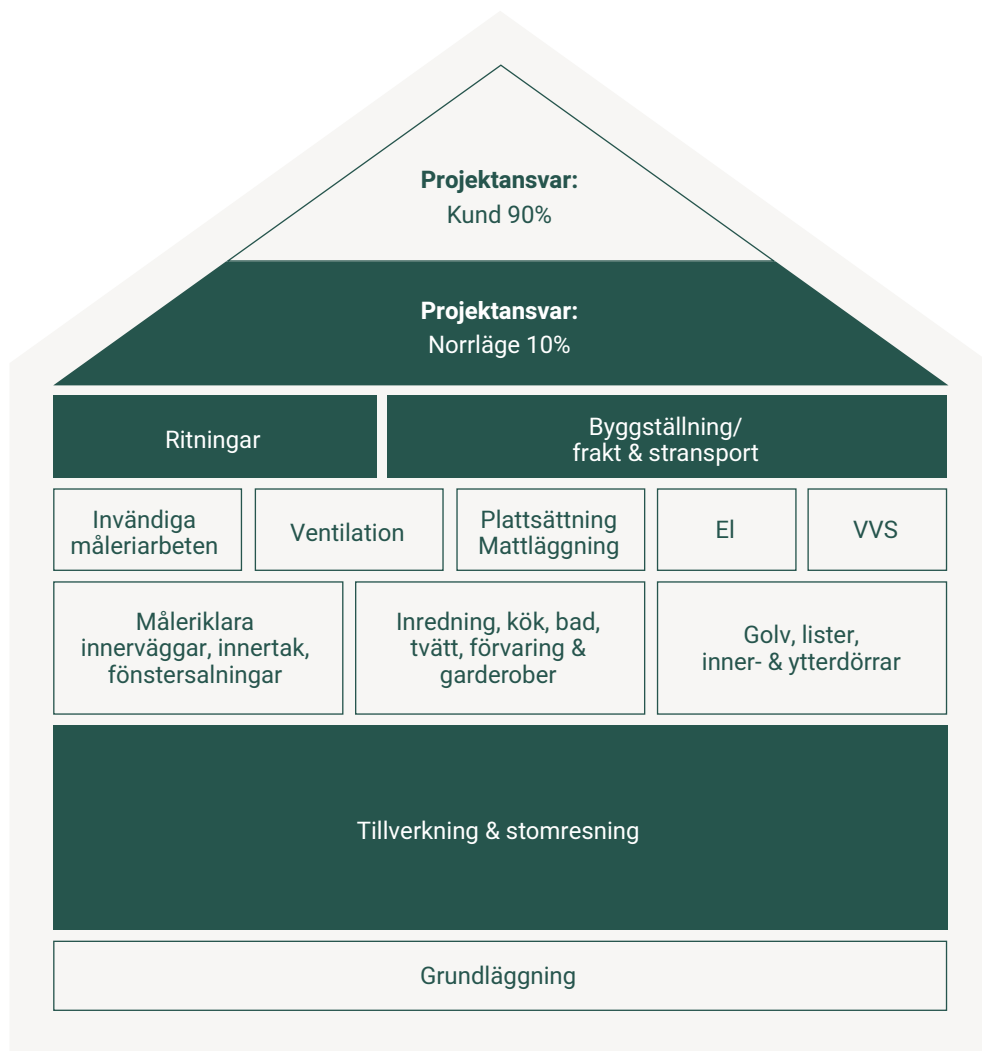 Projektansvar:
Kund 90%
Projektansvar:
Norrläge 10%
Ritningar
Byggställning/
frakt & stransport
Invändiga
måleriarbeten
Ventilation
Plattsättning
Mattläggning
El
VVS
Måleriklara
innerväggar, innertak,
fönstersalningar
Inredning, kök, bad,
tvätt, förvaring &
garderober
Golv, lister,
inner- & ytterdörrar
Tillverkning & stomresning
Grundläggning